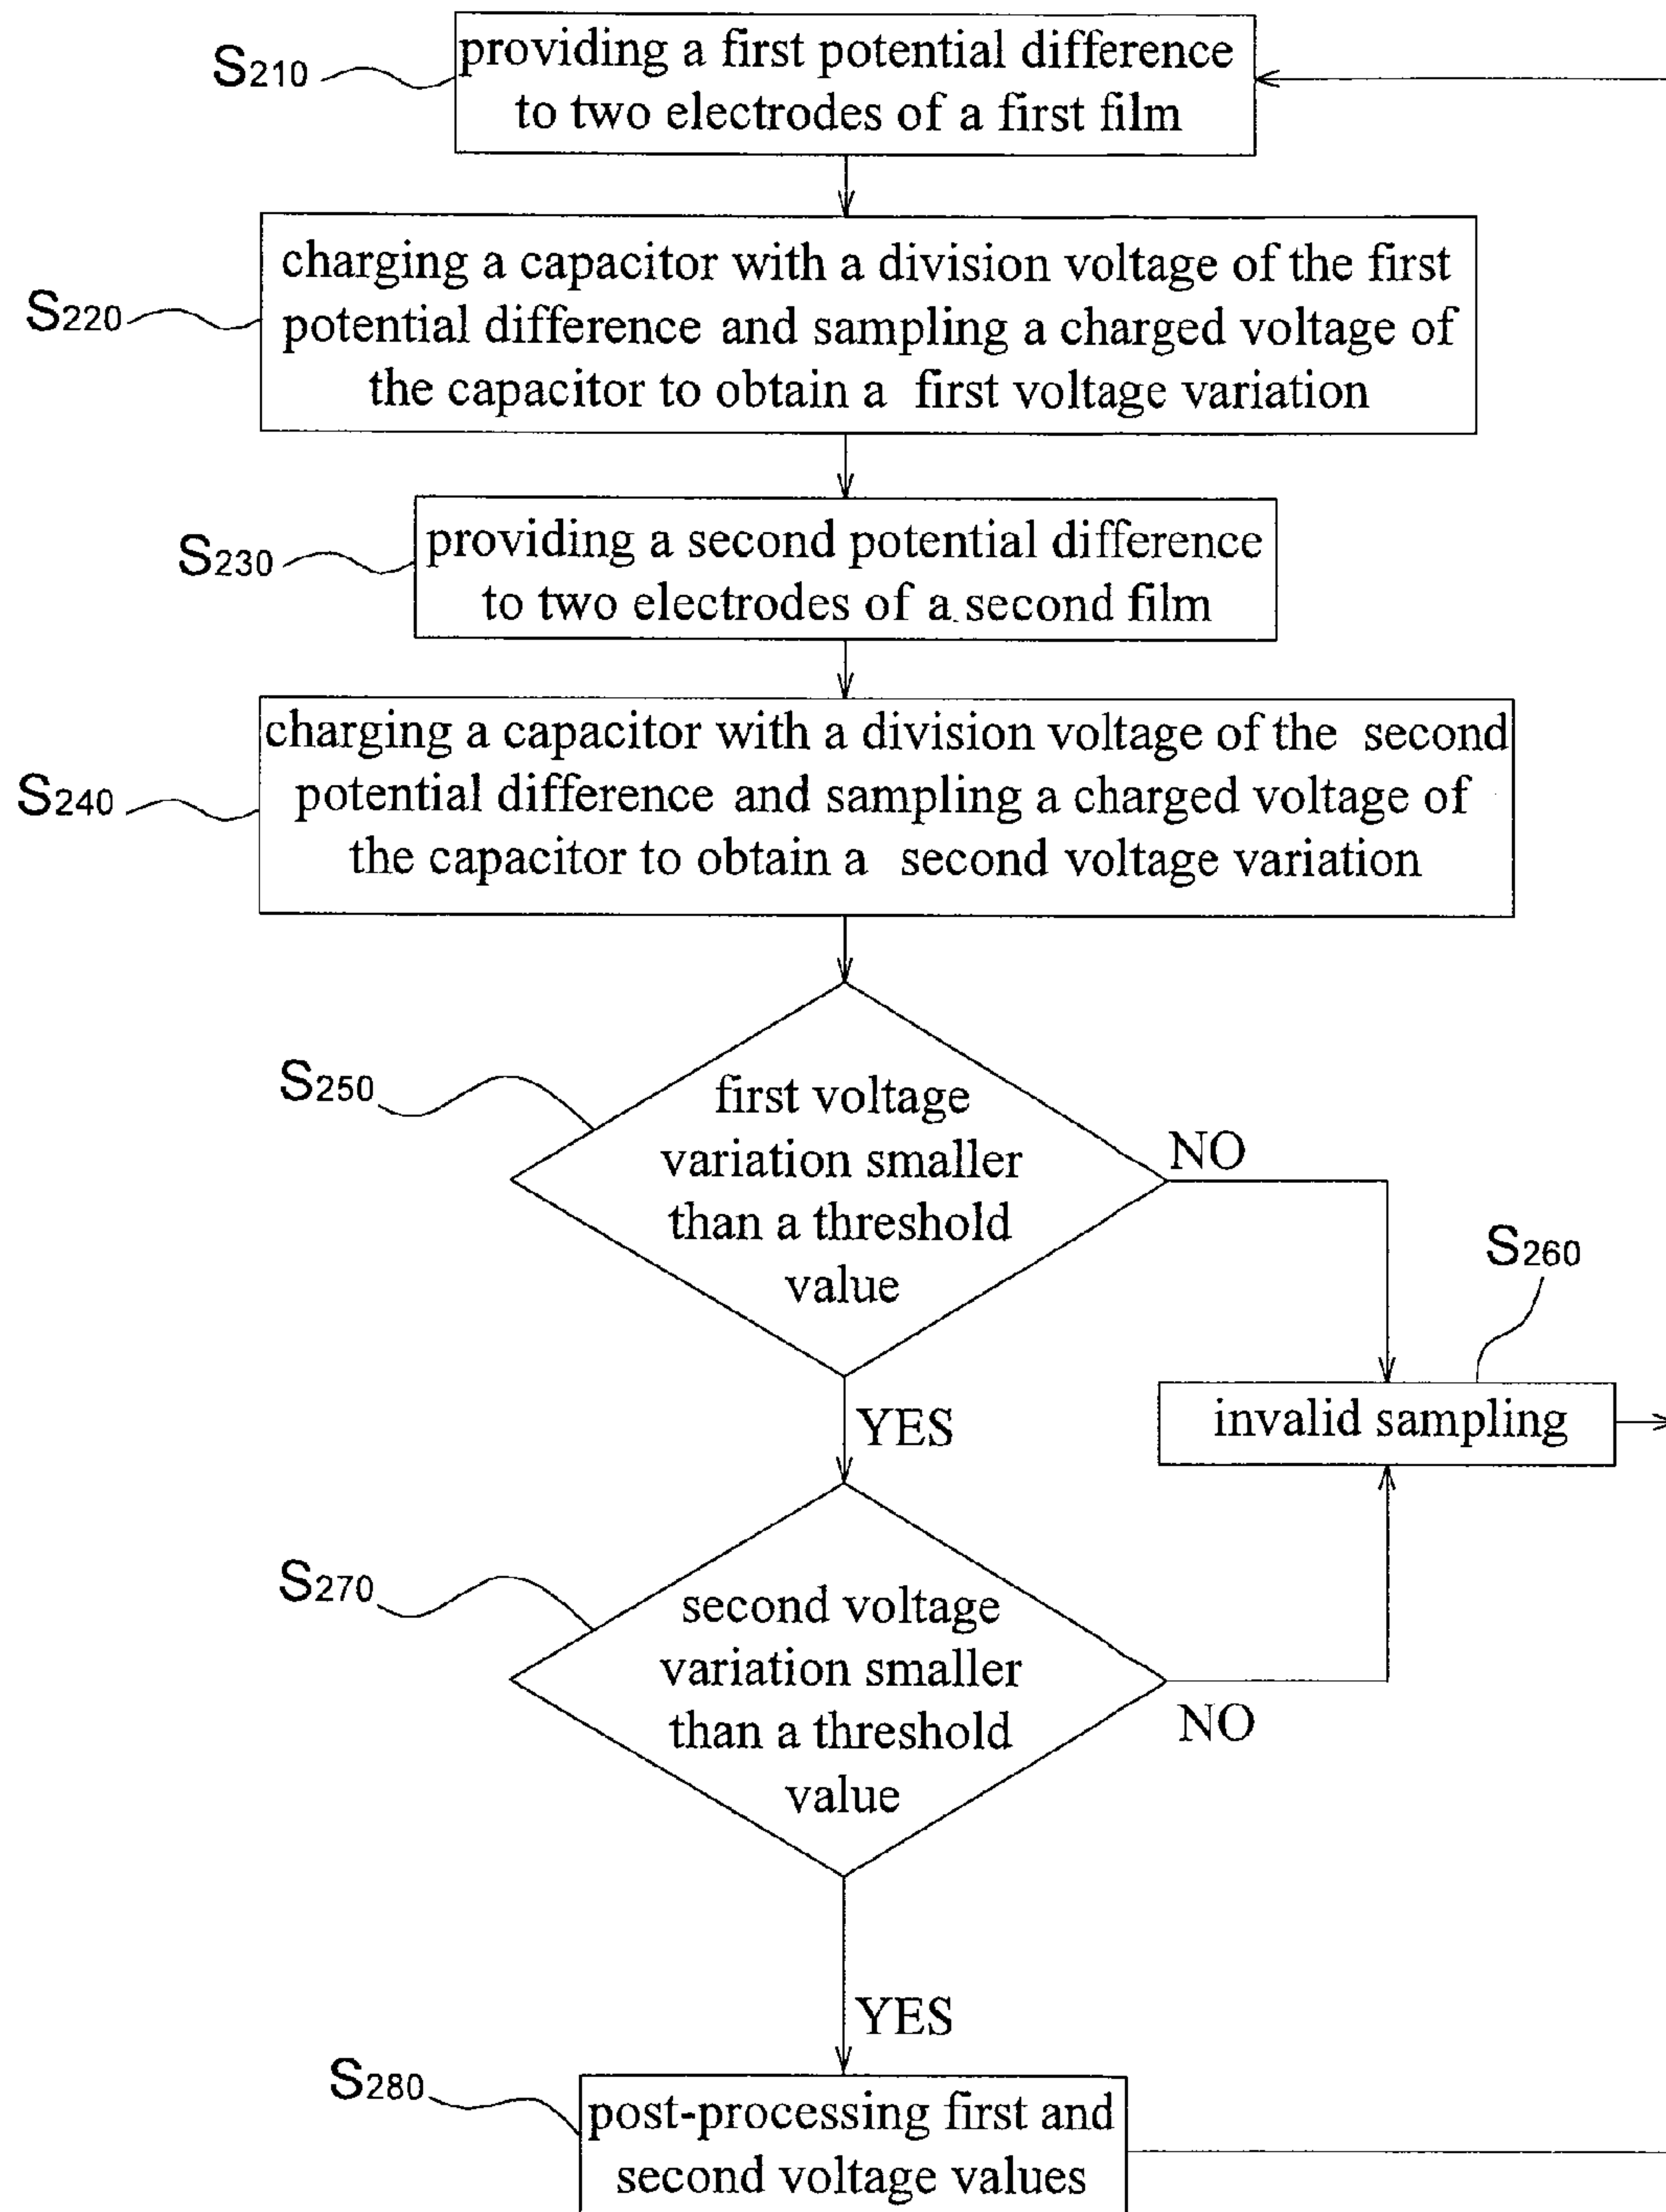 S210
providing a first potential difference
to two electrodes of a first film
S220
charging a capacitor with a division voltage of the first
potential difference and sampling a charged voltage of
the capacitor to obtain a first voltage variation
S230
providing a second potential difference
to two electrodes of a second film
S240
charging a capacitor with a division voltage of the second
potential difference and sampling a charged voltage of
the capacitor to obtain a second voltage variation
S250
first voltage
variation smaller
than a threshold
value
NO
YES
S260
invalid sampling
S270
second voltage
variation smaller
than a threshold
value
NO
YES
S280
post-processing first and
second voltage values